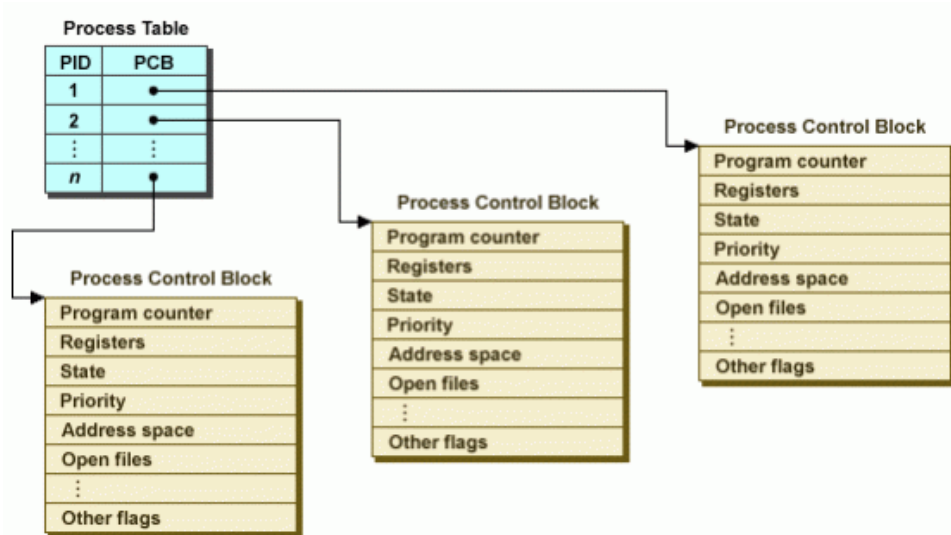 Process Table
PID PCB
1
2
⋮ ⋮
n
Process Control Block
Program counter
Registers
State
Priority
Address space
Open files
⋮
Other flags
Process Control Block
Program counter
Registers
State
Priority
Address space
Open files
⋮
Other flags
Process Control Block
Program counter
Registers
State
Priority
Address space
Open files
⋮
Other flags